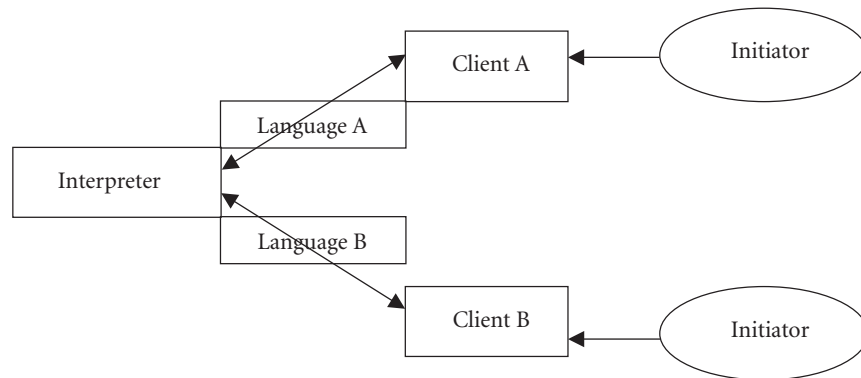 Client A
Initiator
Language A
Interpreter
Language B
Client B
Initiator